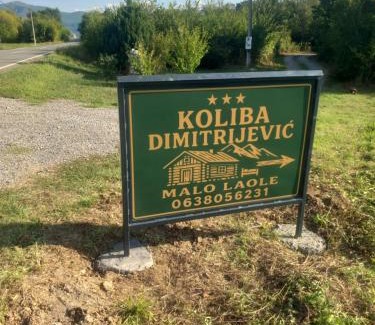 KOLIBA
DIMITRIJEVIĆ
MALO LAOLE
0638056231